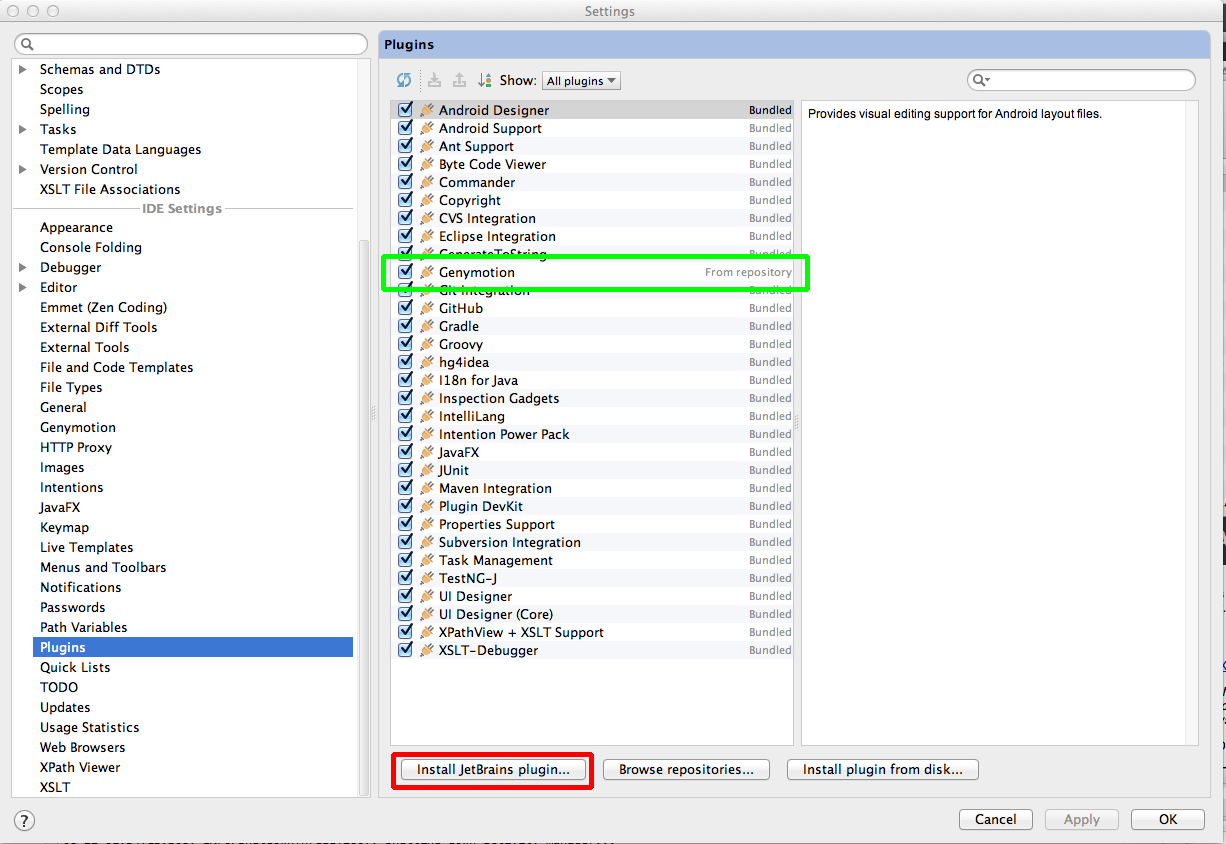 Settings
Schemas and DTDs
Scopes
Spelling
Tasks
Template Data Languages
Version Control
XSLT File Associations
IDE Settings
Appearance
Console Folding
Debugger
Editor
Emmet (Zen Coding)
External Diff Tools
External Tools
File and Code Templates
File Types
General
Genymotion
HTTP Proxy
Images
Intentions
JavaFX
Keymap
Live Templates
Menus and Toolbars
Notifications
Passwords
Path Variables
Plugins
Quick Lists
TODO
Updates
Usage Statistics
Web Browsers
XPath Viewer
XSLT
Plugins
Show: All plugins
Android Designer Bundled
Android Support Bundled
Ant Support Bundled
Byte Code Viewer Bundled
Commander Bundled
Copyright Bundled
CVS Integration Bundled
Eclipse Integration Bundled
GenerateToString Bundled
Genymotion From repository
Git Integration Bundled
GitHub Bundled
Gradle Bundled
Groovy Bundled
hg4idea Bundled
I18n for Java Bundled
Inspection Gadgets Bundled
IntelliLang Bundled
Intention Power Pack Bundled
JavaFX Bundled
JUnit Bundled
Maven Integration Bundled
Plugin DevKit Bundled
Properties Support Bundled
Subversion Integration Bundled
Task Management Bundled
TestNG-J Bundled
UI Designer Bundled
UI Designer (Core) Bundled
XPathView + XSLT Support Bundled
XSLT-Debugger Bundled
Provides visual editing support for Android layout files.
Install JetBrains plugin... Browse repositories... Install plugin from disk...
? Cancel Apply OK